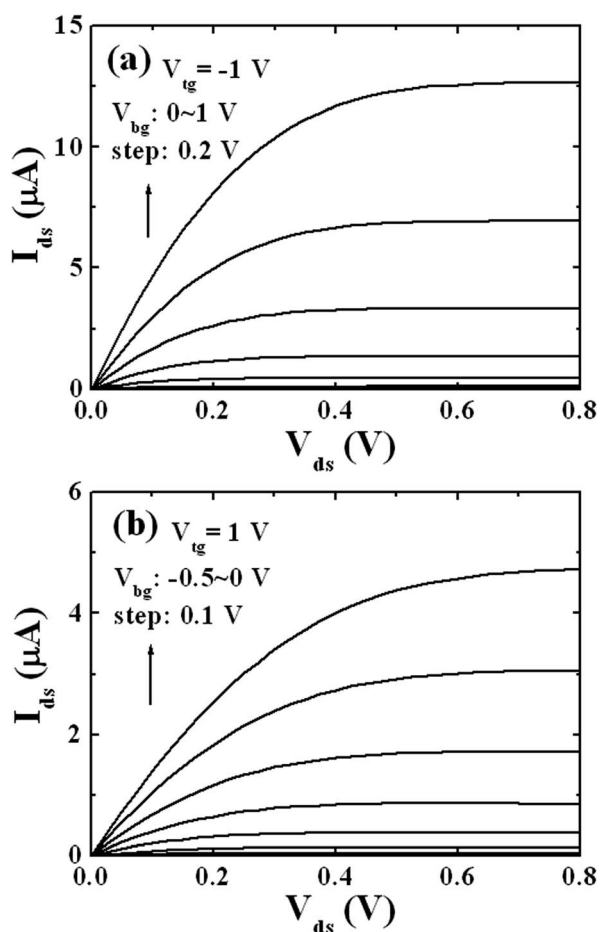 15
(a) V_tg = -1 V
V_bg: 0~1 V
step: 0.2 V
10
5
0
I_ds (μA)
0.0 0.2 0.4 0.6 0.8
V_ds (V)
6
(b) V_tg = 1 V
V_bg: -0.5~0 V
step: 0.1 V
4
2
0
I_ds (μA)
0.0 0.2 0.4 0.6 0.8
V_ds (V)